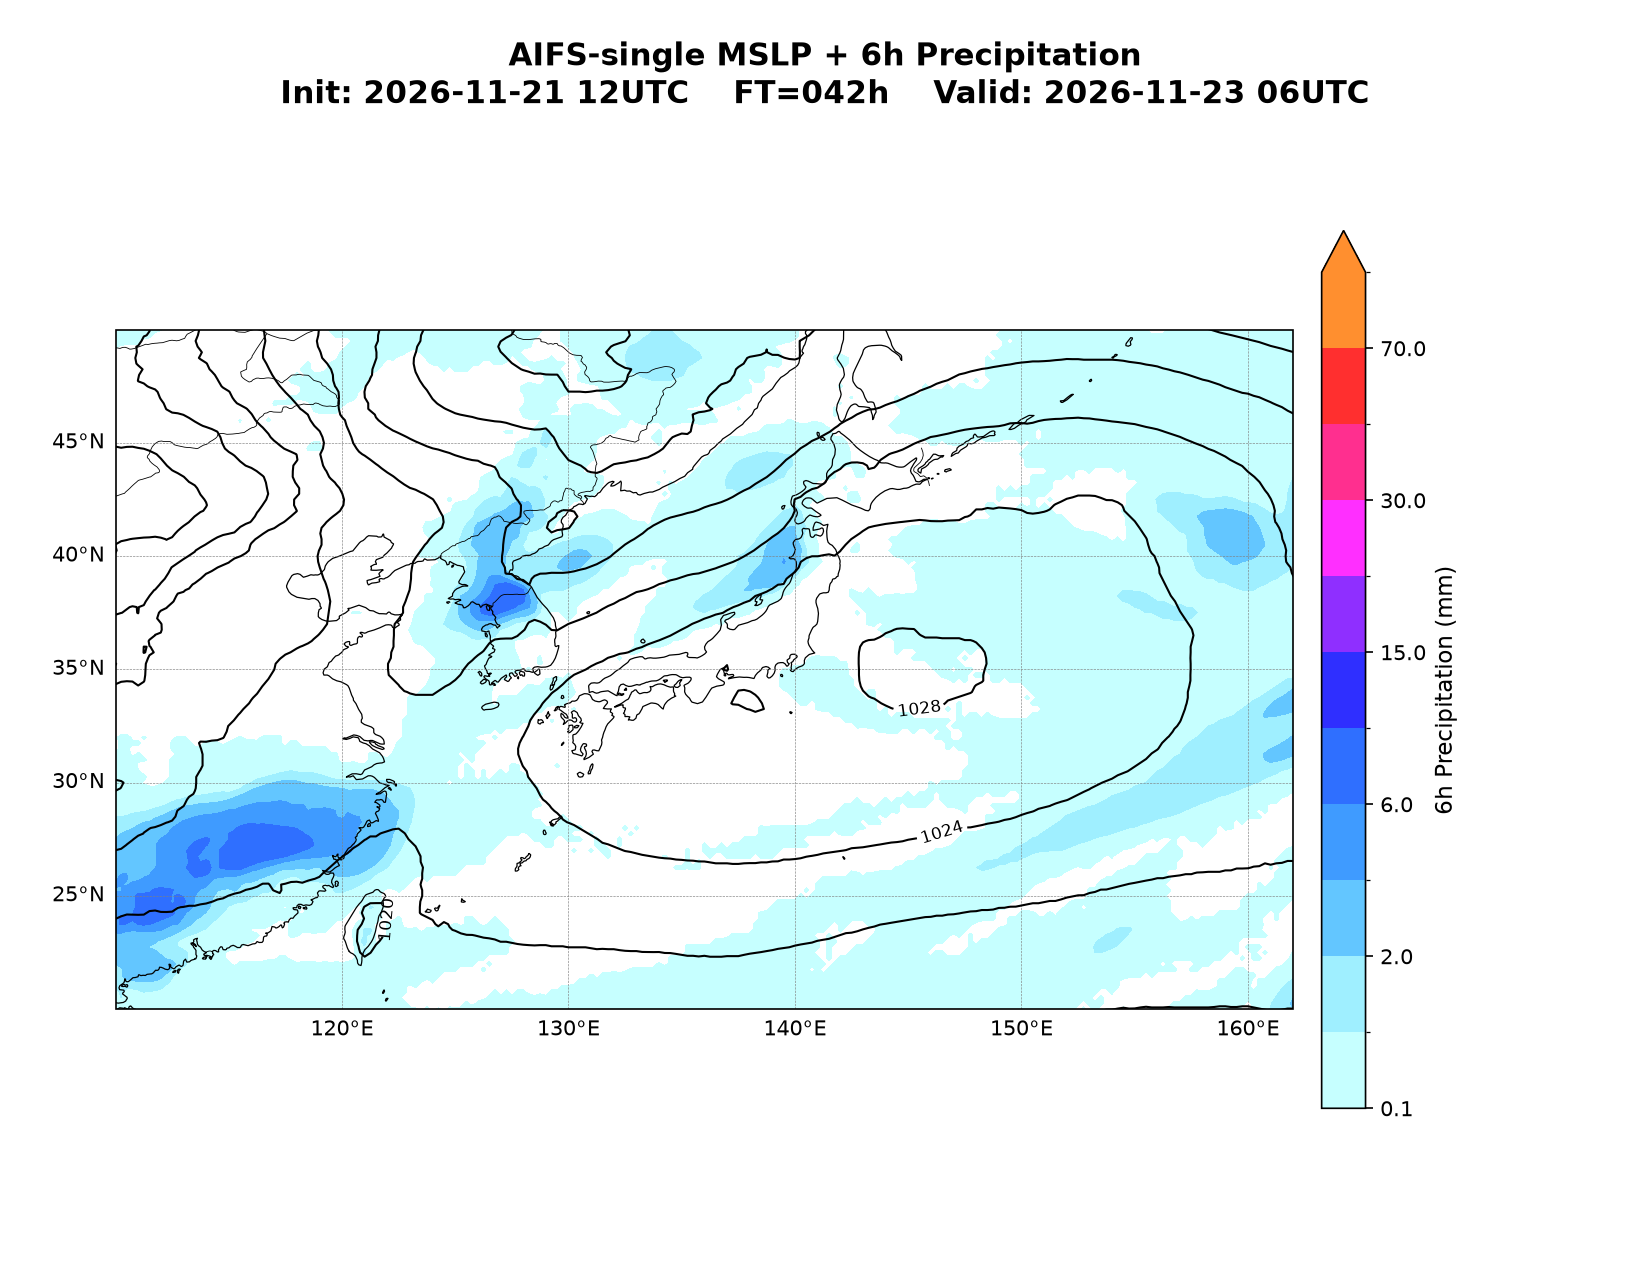 AIFS-single MSLP + 6h Precipitation
Init: 2026-11-21 12UTC    FT=042h    Valid: 2026-11-23 06UTC
70.0
30.0
15.0
6.0
2.0
0.1
6h Precipitation (mm)
45°N
40°N
35°N
30°N
25°N
1028
1024
1020
120°E
130°E
140°E
150°E
160°E